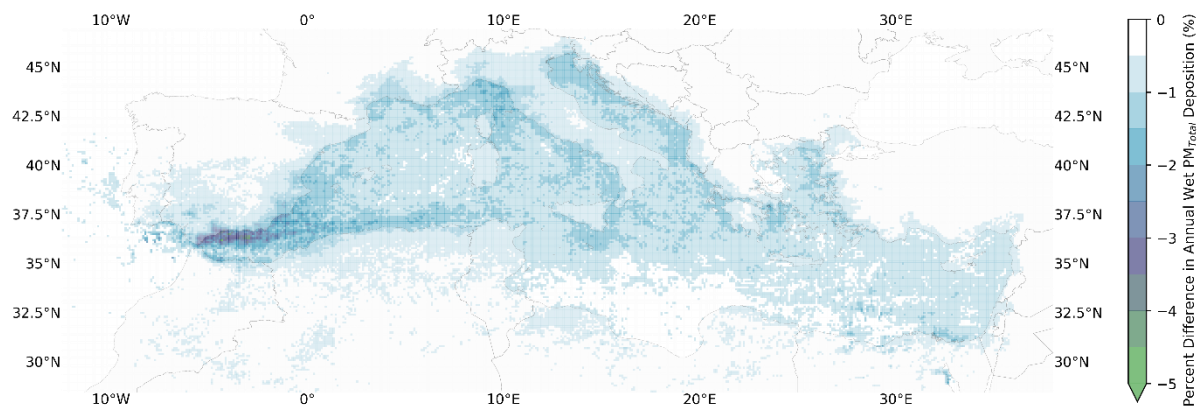 10°W 0° 10°E 20°E 30°E
45°N 45°N
42.5°N 42.5°N
40°N 40°N
37.5°N 37.5°N
35°N 35°N
32.5°N 32.5°N
30°N 30°N
10°W 0° 10°E 20°E 30°E
0
−1
−2
−3
−4
−5
Percent Difference in Annual Wet PM_Total Deposition (%)